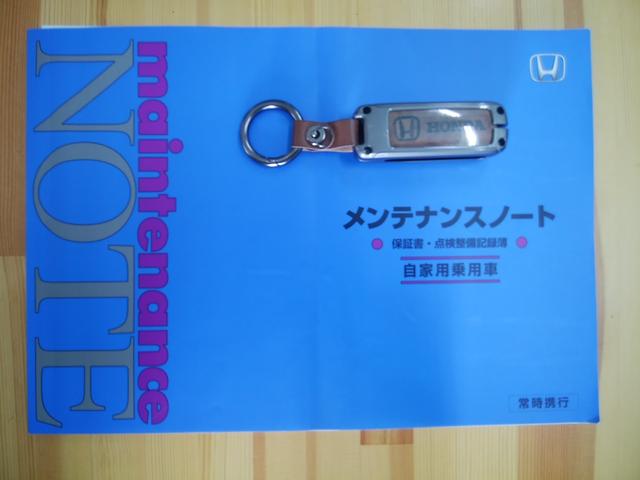 maintenance
NOTE
HONDA
メンテナンスノート
保証書・点検整備記録簿
自家用乗用車
常時携行